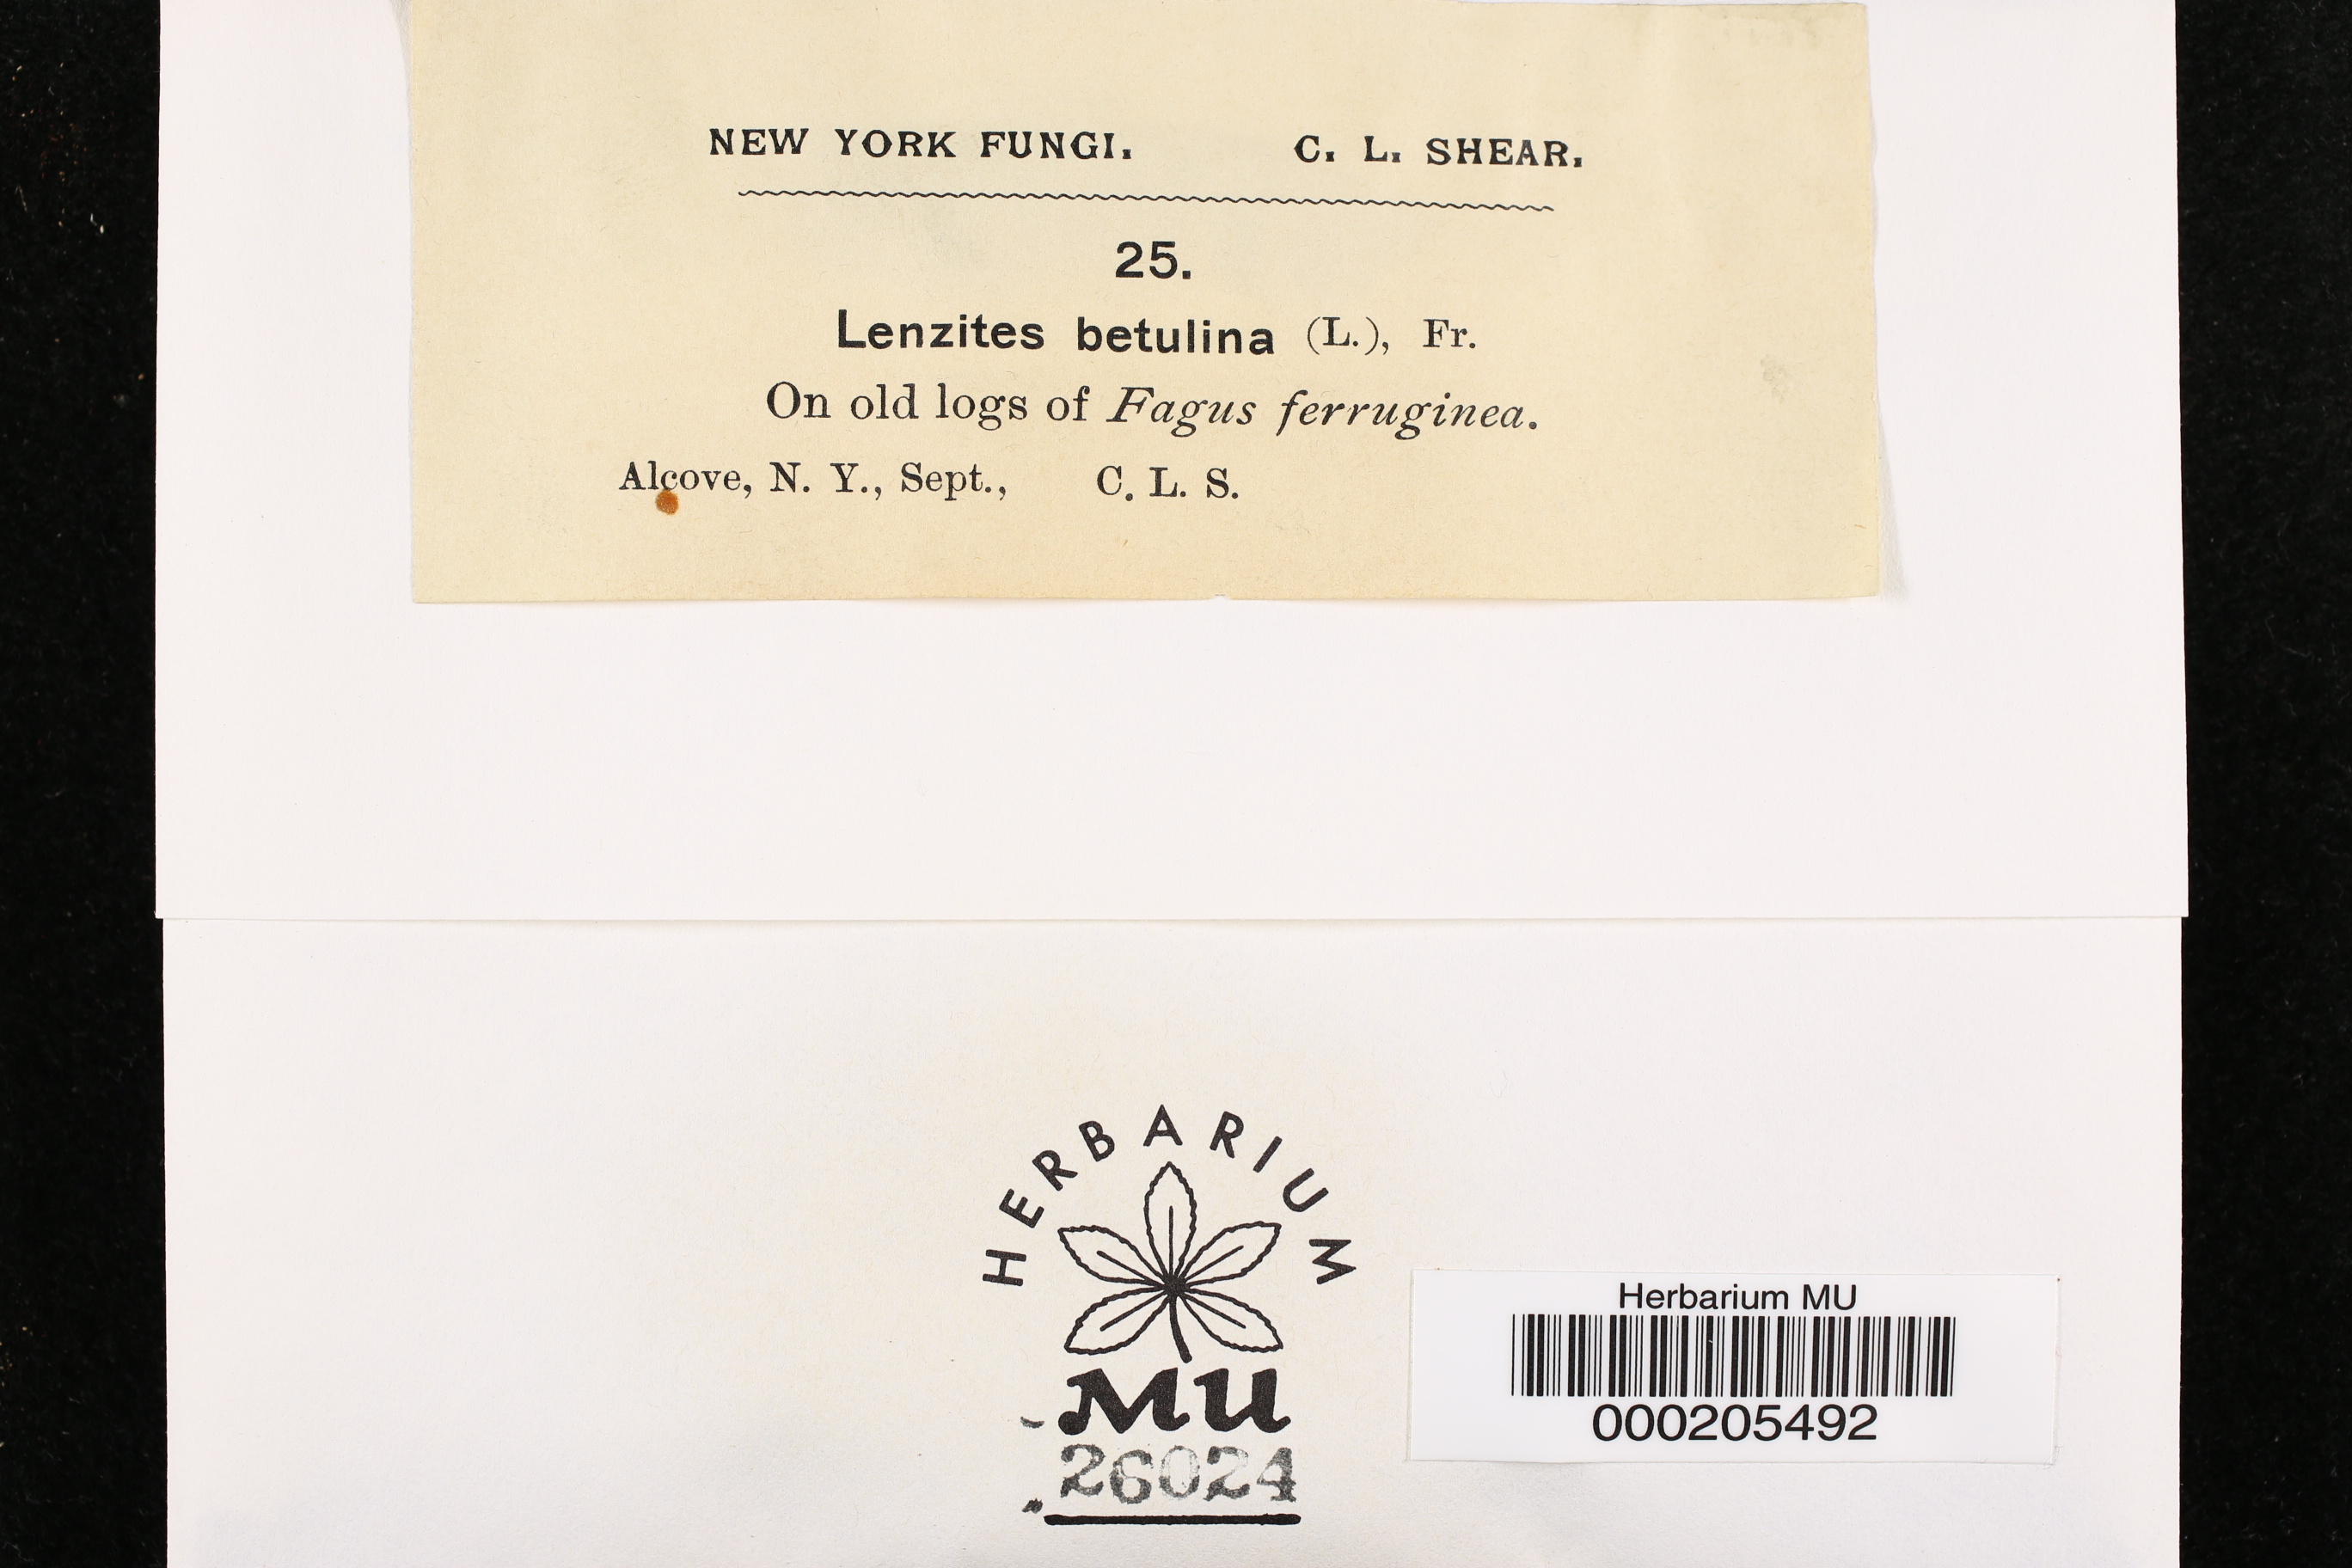 NEW YORK FUNGI. C. L. SHEAR.
25.
Lenzites betulina (L.), Fr.
On old logs of Fagus ferruginea.
Alcove, N. Y., Sept., C. L. S.
HERBARIUM
MU
26024
Herbarium MU
000205492